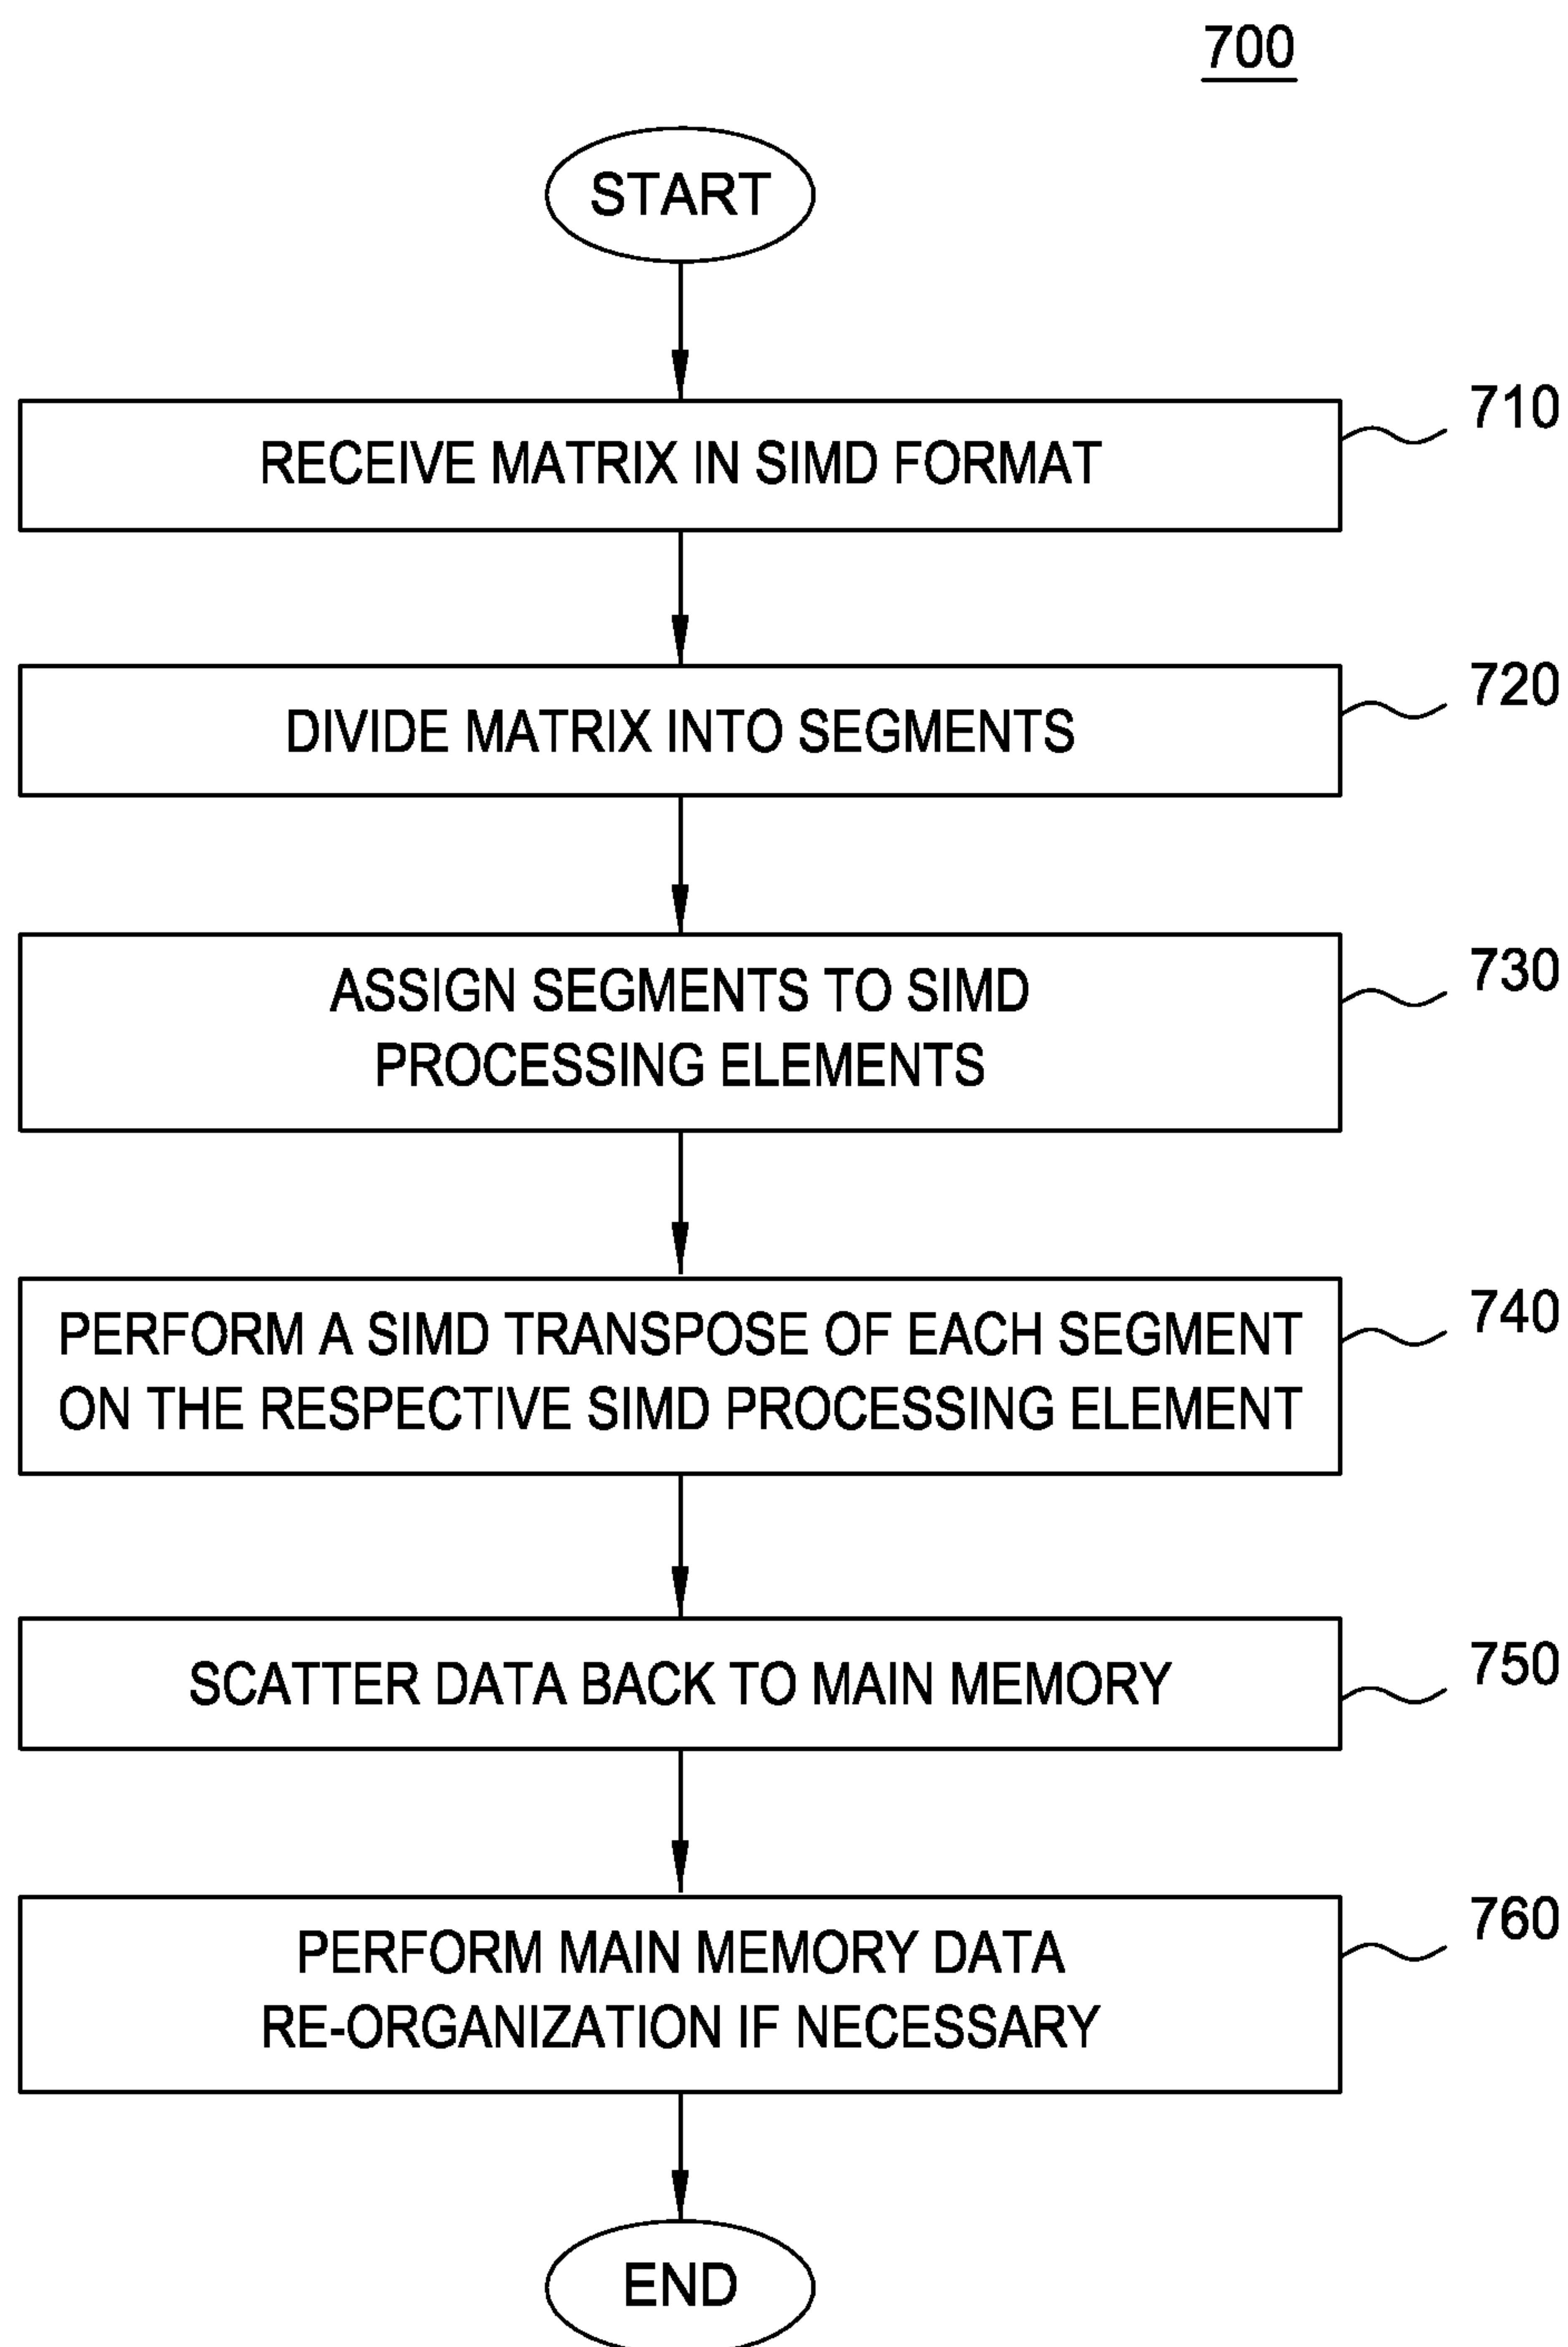 700
START
RECEIVE MATRIX IN SIMD FORMAT
710
DIVIDE MATRIX INTO SEGMENTS
720
ASSIGN SEGMENTS TO SIMD
PROCESSING ELEMENTS
730
PERFORM A SIMD TRANSPOSE OF EACH SEGMENT
ON THE RESPECTIVE SIMD PROCESSING ELEMENT
740
SCATTER DATA BACK TO MAIN MEMORY
750
PERFORM MAIN MEMORY DATA
RE-ORGANIZATION IF NECESSARY
760
END